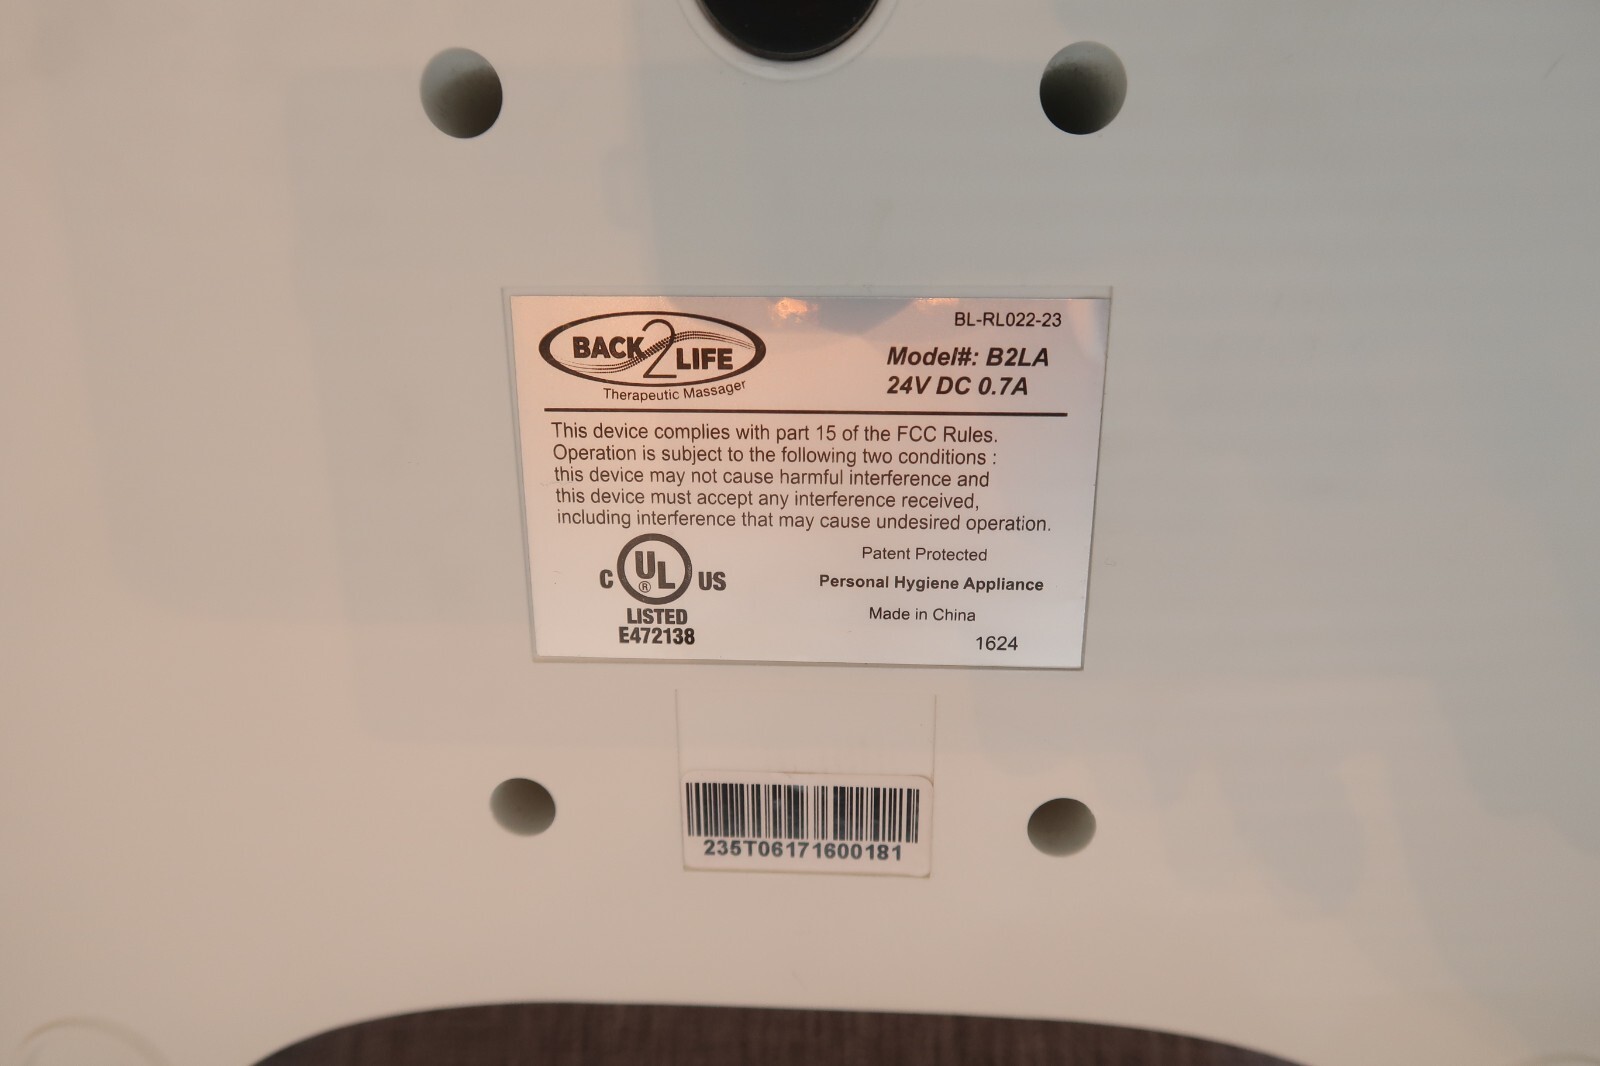 BACK 2 LIFE
Therapeutic Massager
BL-RL022-23
Model#: B2LA
24V DC 0.7A
This device complies with part 15 of the FCC Rules.
Operation is subject to the following two conditions :
this device may not cause harmful interference and
this device must accept any interference received,
including interference that may cause undesired operation.
C UL ® US
LISTED
E472138
Patent Protected
Personal Hygiene Appliance
Made in China
1624
235T06171600181